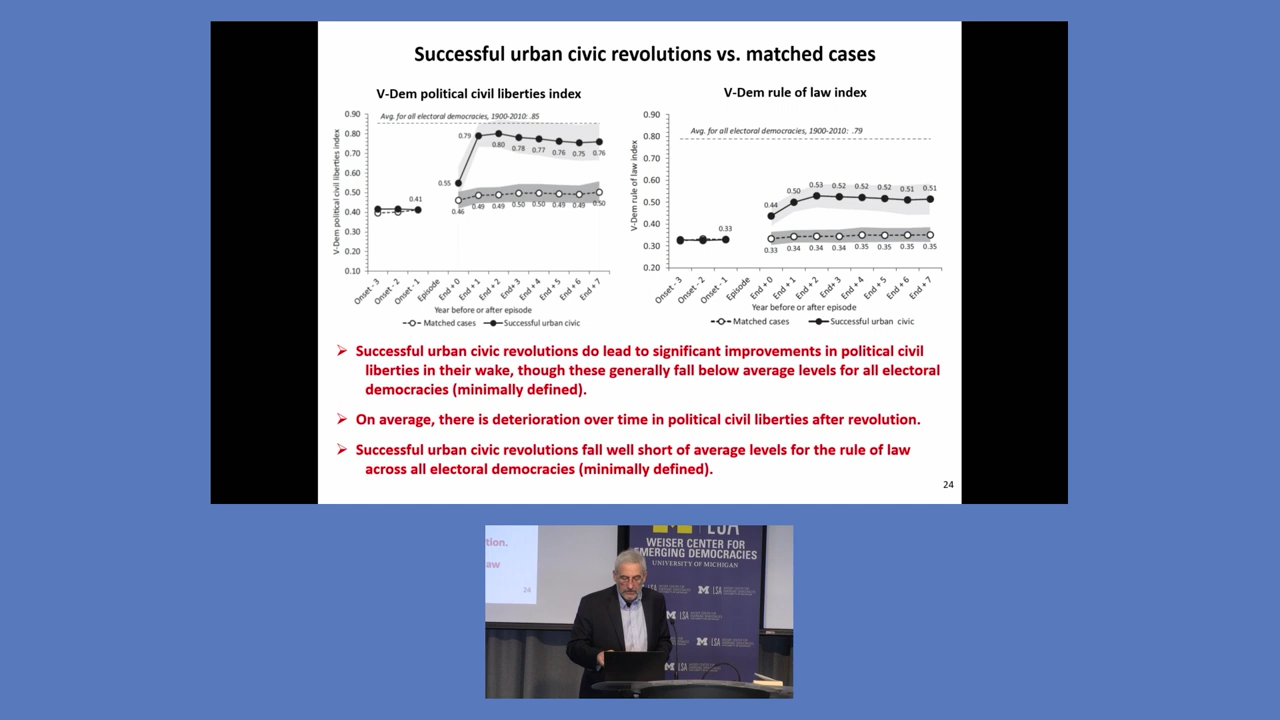 Successful urban civic revolutions vs. matched cases
V-Dem political civil liberties index
Avg. for all electoral democracies, 1900-2010: .85
V-Dem political civil liberties index
0.90
0.80
0.70
0.60
0.50
0.40
0.30
0.20
0.10
0.41
0.55
0.79
0.80
0.78
0.77
0.76
0.75
0.76
0.46
0.49
0.49
0.50
0.50
0.49
0.49
0.50
Onset - 3
Onset - 2
Onset - 1
Episode
End + 0
End + 1
End + 2
End + 3
End + 4
End + 5
End + 6
End + 7
Year before or after episode
Matched cases
Successful urban civic
V-Dem rule of law index
Avg. for all electoral democracies, 1900-2010: .79
V-Dem rule of law index
0.90
0.80
0.70
0.60
0.50
0.40
0.30
0.20
0.33
0.44
0.50
0.53
0.52
0.52
0.52
0.51
0.51
0.33
0.34
0.34
0.34
0.35
0.35
0.35
0.35
Onset - 3
Onset - 2
Onset - 1
Episode
End + 0
End + 1
End + 2
End + 3
End + 4
End + 5
End + 6
End + 7
Year before or after episode
Matched cases
Successful urban civic
Successful urban civic revolutions do lead to significant improvements in political civil
liberties in their wake, though these generally fall below average levels for all electoral
democracies (minimally defined).
On average, there is deterioration over time in political civil liberties after revolution.
Successful urban civic revolutions fall well short of average levels for the rule of law
across all electoral democracies (minimally defined).
24
tion.
aw
24
LSA
WEISER CENTER FOR
EMERGING DEMOCRACIES
UNIVERSITY OF MICHIGAN
M LSA
M LSA
M LSA
M LSA
M LSA